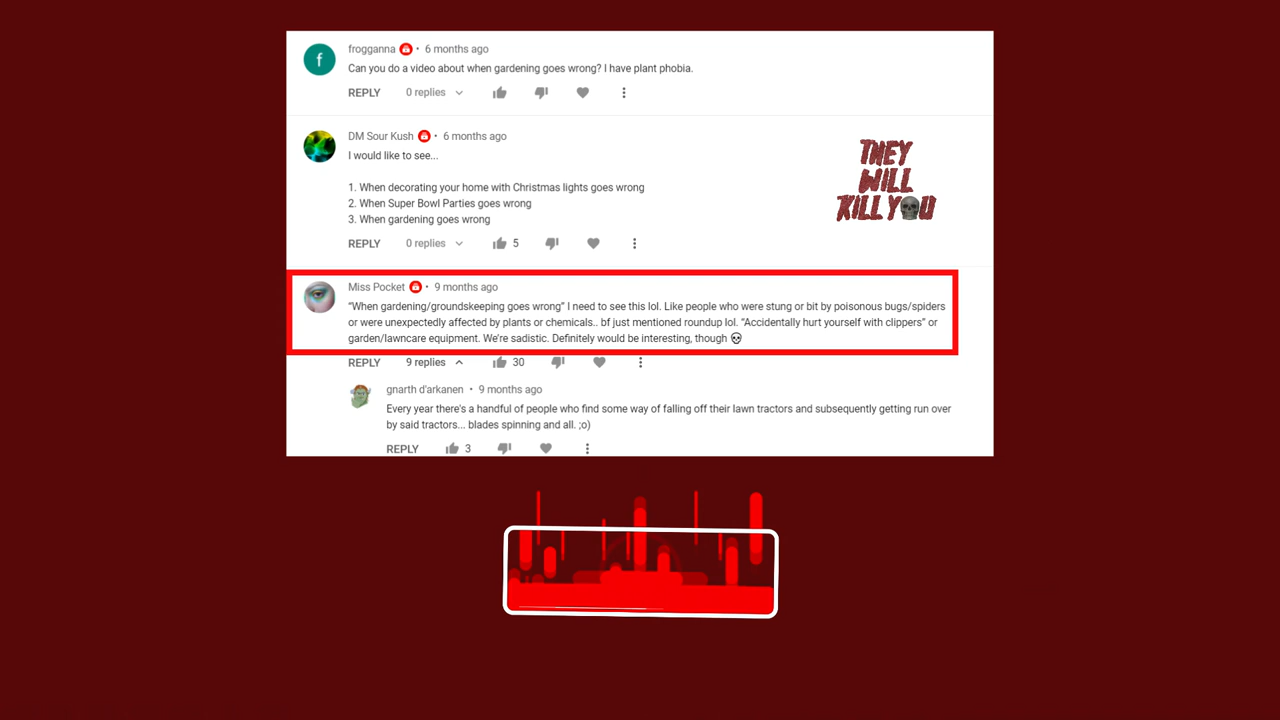 f
frogganna • 6 months ago
Can you do a video about when gardening goes wrong? I have plant phobia.
REPLY 0 replies
DM Sour Kush • 6 months ago
I would like to see...
1. When decorating your home with Christmas lights goes wrong
2. When Super Bowl Parties goes wrong
3. When gardening goes wrong
REPLY 0 replies 5
THEY
WILL
KILL YOU
Miss Pocket • 9 months ago
“When gardening/groundskeeping goes wrong” I need to see this lol. Like people who were stung or bit by poisonous bugs/spiders
or were unexpectedly affected by plants or chemicals.. bf just mentioned roundup lol. “Accidentally hurt yourself with clippers” or
garden/lawncare equipment. We're sadistic. Definitely would be interesting, though 💀
REPLY 9 replies 30
gnarth d'arkanen • 9 months ago
Every year there's a handful of people who find some way of falling off their lawn tractors and subsequently getting run over
by said tractors... blades spinning and all. ;o)
REPLY 3